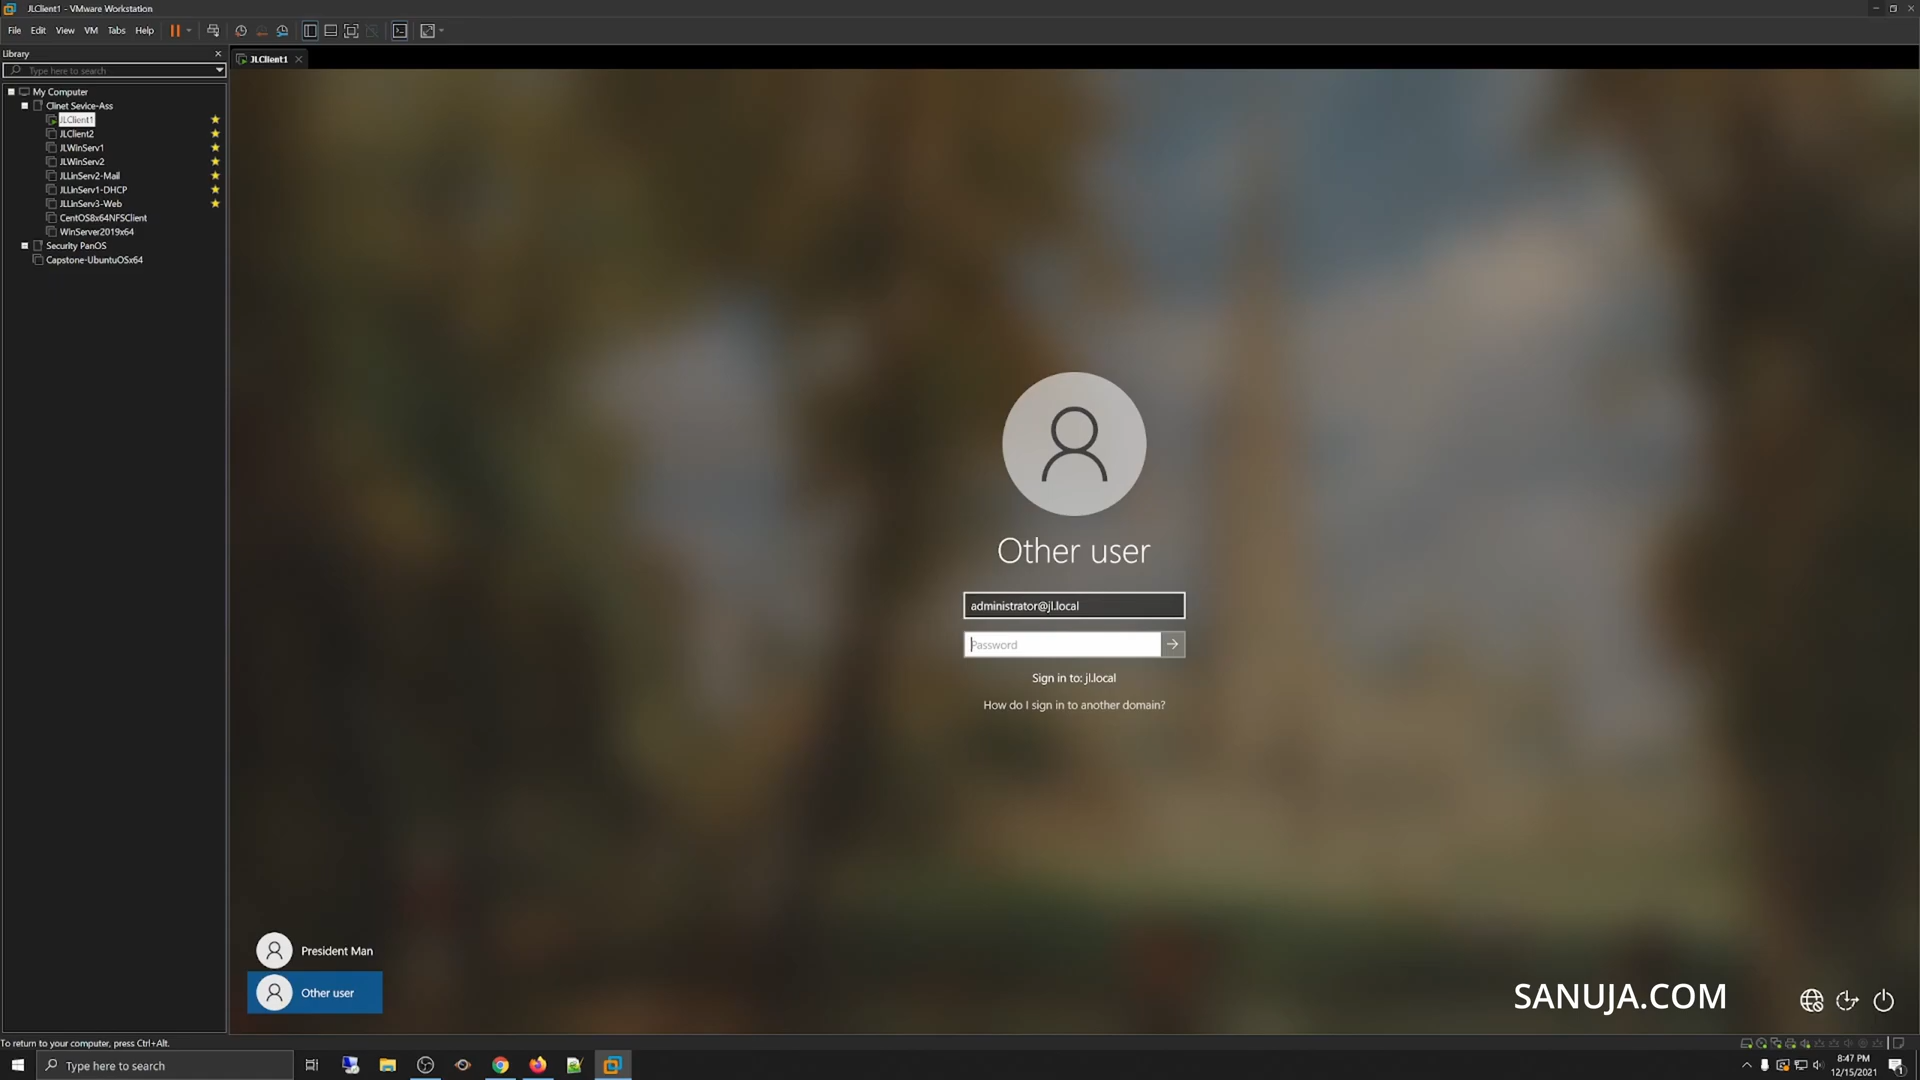 JLClient1 - VMware Workstation
File Edit View VM Tabs Help
Library
Type here to search
JLClient1
My Computer
Clinet Sevice-Ass
JLClient1
JLClient2
JLWinServ1
JLWinServ2
JLLinServ2-Mail
JLLinServ1-DHCP
JLLinServ3-Web
CentOS8x64NFSClient
WinServer2019x64
Security PanOS
Capstone-UbuntuOSx64
Other user
administrator@jl.local
Password
Sign in to: jl.local
How do I sign in to another domain?
President Man
Other user
SANUJA.COM
To return to your computer, press Ctrl+Alt.
Type here to search
8:47 PM
12/15/2021
1